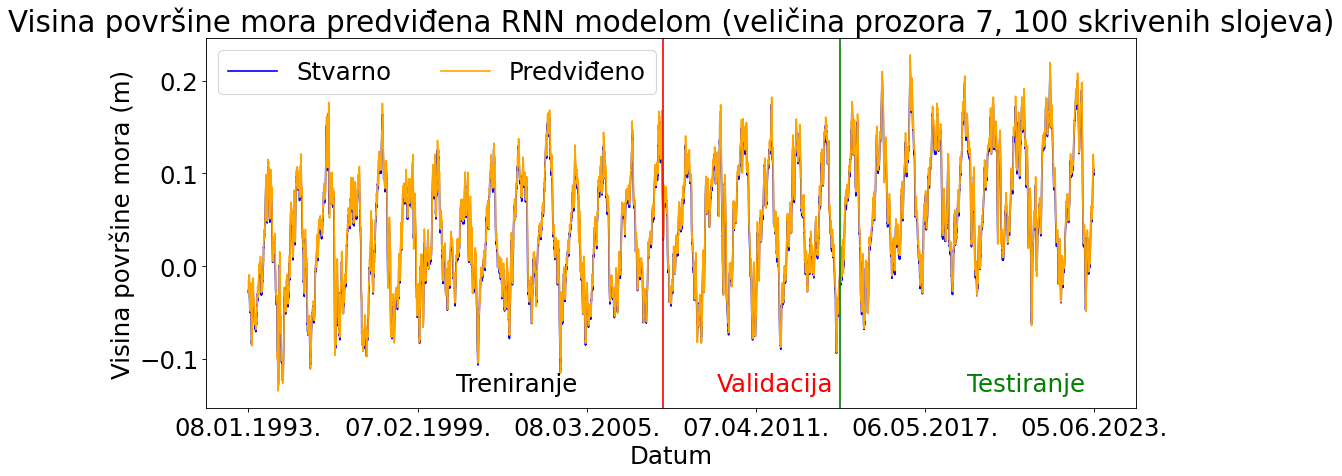 Visina površine mora predviđena RNN modelom (veličina prozora 7, 100 skrivenih slojeva)
Stvarno Predviđeno
Visina površine mora (m)
0.2
0.1
0.0
−0.1
Treniranje Validacija Testiranje
08.01.1993. 07.02.1999. 08.03.2005. 07.04.2011. 06.05.2017. 05.06.2023.
Datum